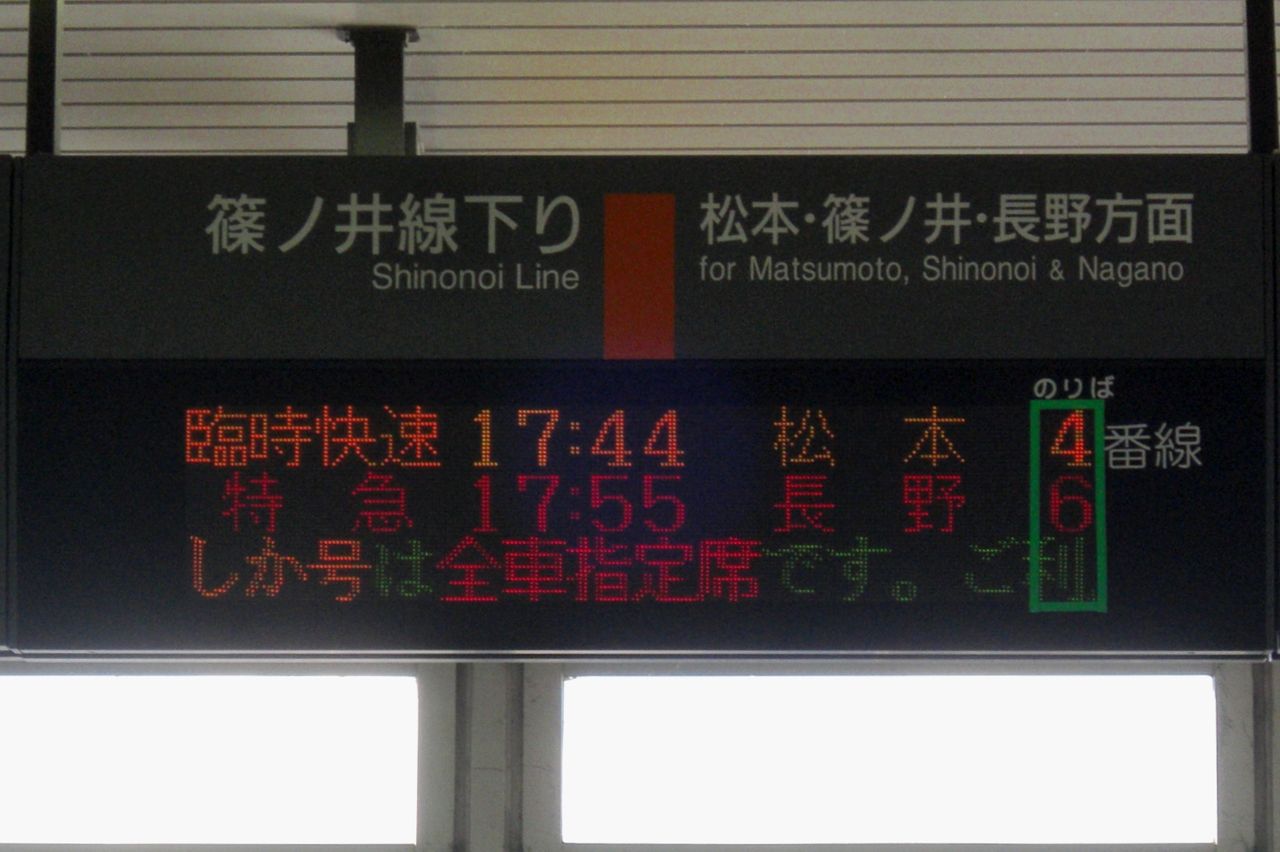 篠ノ井線下り
Shinonoi Line
松本・篠ノ井・長野方面
for Matsumoto, Shinonoi & Nagano
のりば
臨時快速 17:44 松本 4番線
特急 17:55 長野 6
しか号は全車指定席です。ご利